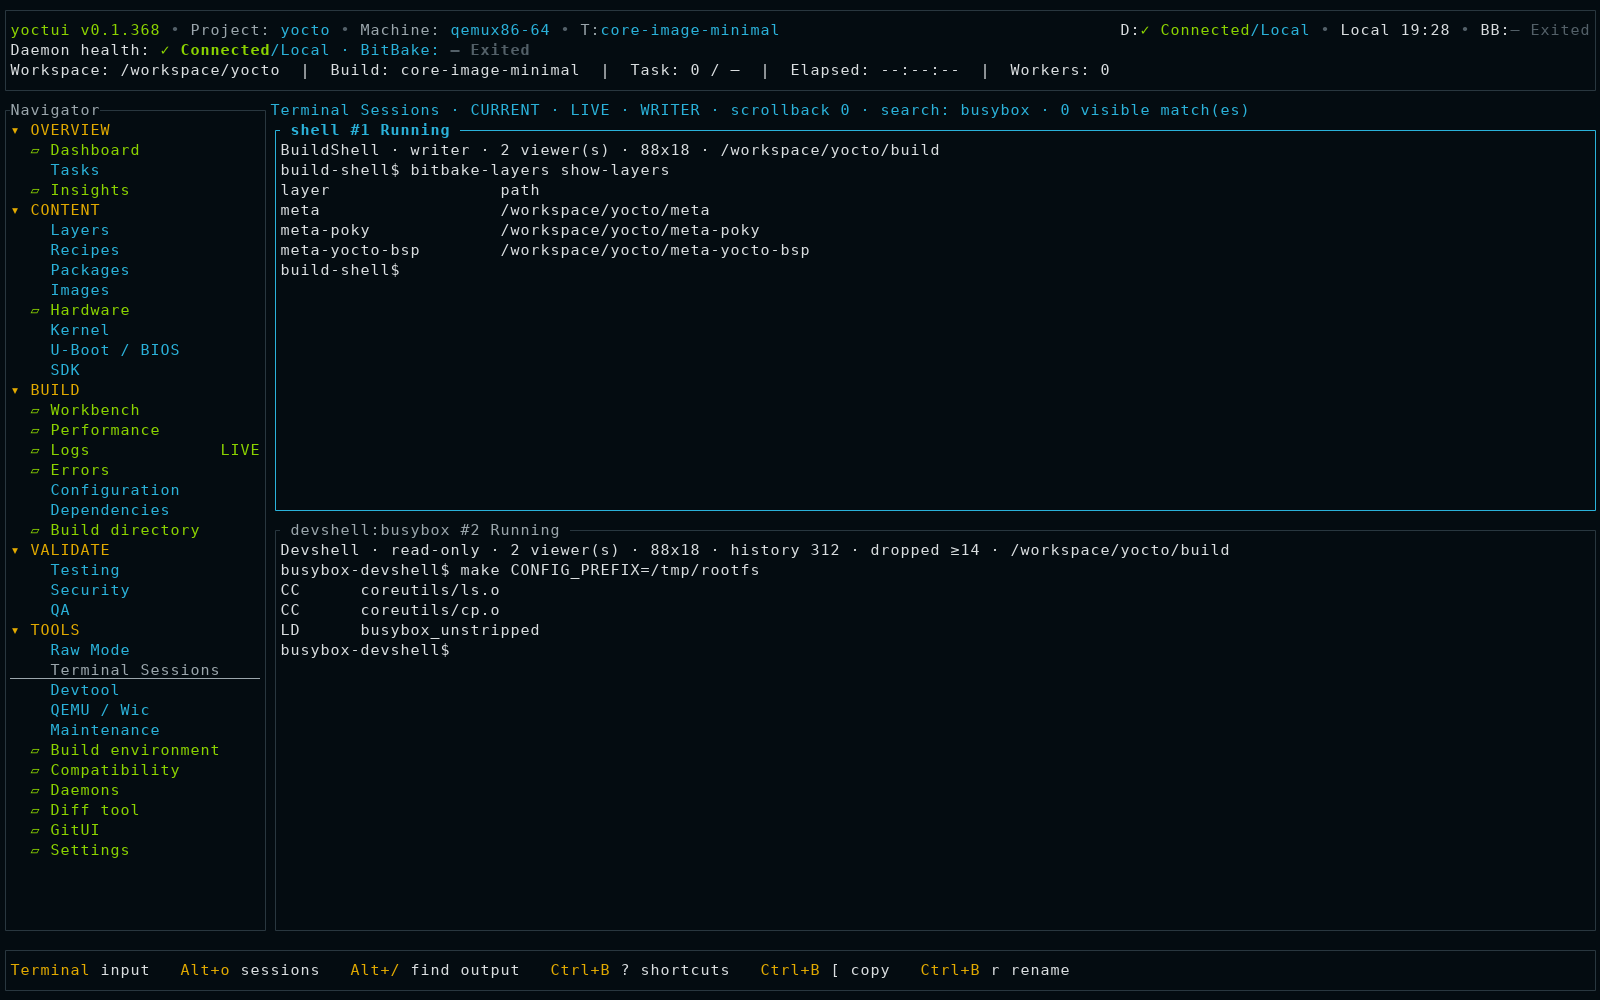 yoctui v0.1.368 • Project: yocto • Machine: qemux86-64 • T:core-image-minimal D:✓ Connected/Local • Local 19:28 • BB:— Exited
Daemon health: ✓ Connected/Local · BitBake: — Exited
Workspace: /workspace/yocto | Build: core-image-minimal | Task: 0 / — | Elapsed: --:--:-- | Workers: 0
Navigator
▾ OVERVIEW
▱ Dashboard
Tasks
▱ Insights
▾ CONTENT
Layers
Recipes
Packages
Images
▱ Hardware
Kernel
U-Boot / BIOS
SDK
▾ BUILD
▱ Workbench
▱ Performance
▱ Logs LIVE
▱ Errors
Configuration
Dependencies
▱ Build directory
▾ VALIDATE
Testing
Security
QA
▾ TOOLS
Raw Mode
Terminal Sessions
Devtool
QEMU / Wic
Maintenance
▱ Build environment
▱ Compatibility
▱ Daemons
▱ Diff tool
▱ GitUI
▱ Settings
Terminal Sessions · CURRENT · LIVE · WRITER · scrollback 0 · search: busybox · 0 visible match(es)
shell #1 Running
BuildShell · writer · 2 viewer(s) · 88x18 · /workspace/yocto/build
build-shell$ bitbake-layers show-layers
layer path
meta /workspace/yocto/meta
meta-poky /workspace/yocto/meta-poky
meta-yocto-bsp /workspace/yocto/meta-yocto-bsp
build-shell$
devshell:busybox #2 Running
Devshell · read-only · 2 viewer(s) · 88x18 · history 312 · dropped ≥14 · /workspace/yocto/build
busybox-devshell$ make CONFIG_PREFIX=/tmp/rootfs
CC coreutils/ls.o
CC coreutils/cp.o
LD busybox_unstripped
busybox-devshell$
Terminal input Alt+o sessions Alt+/ find output Ctrl+B ? shortcuts Ctrl+B [ copy Ctrl+B r rename